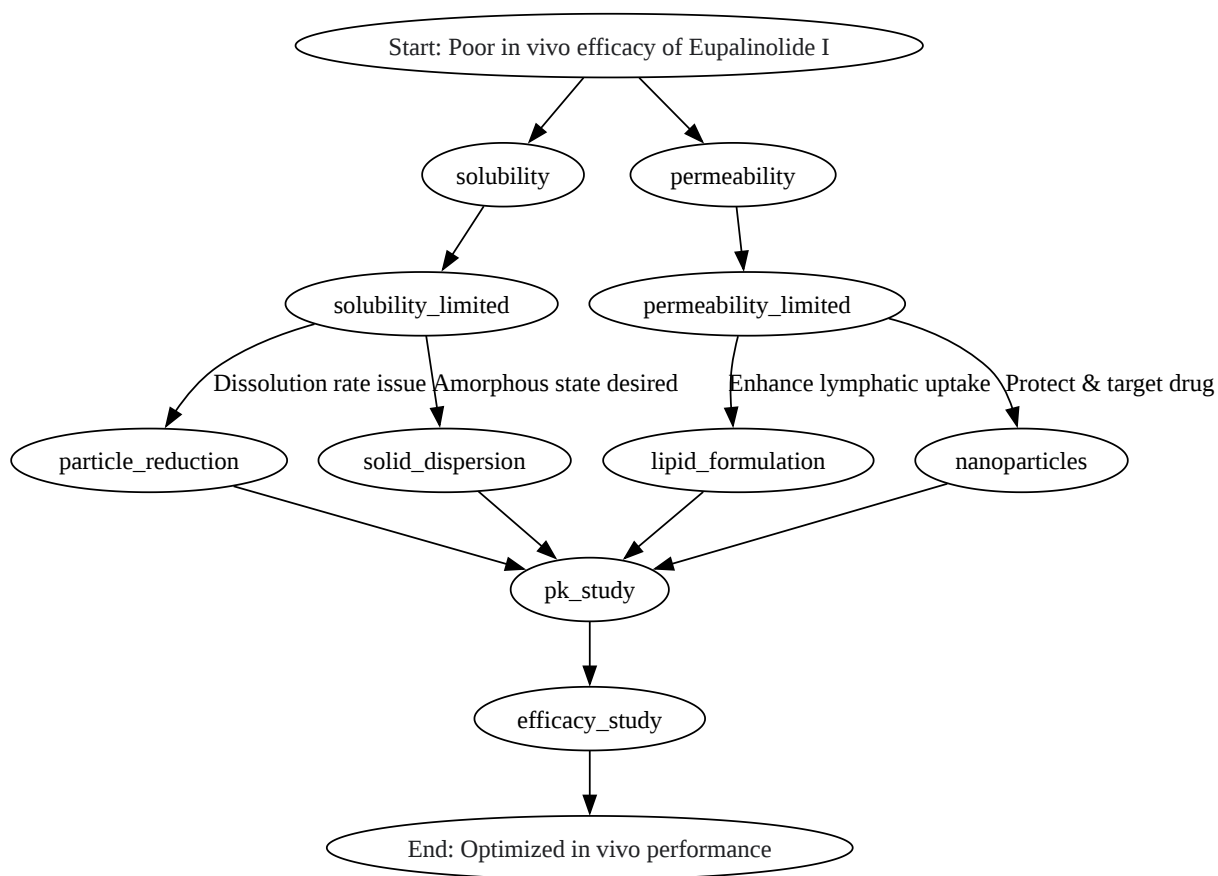 Start: Poor in vivo efficacy of Eupalinolide I
solubility
permeability
solubility_limited
permeability_limited
Dissolution rate issue
Amorphous state desired
Enhance lymphatic uptake
Protect & target drug
particle_reduction
solid_dispersion
lipid_formulation
nanoparticles
pk_study
efficacy_study
End: Optimized in vivo performance